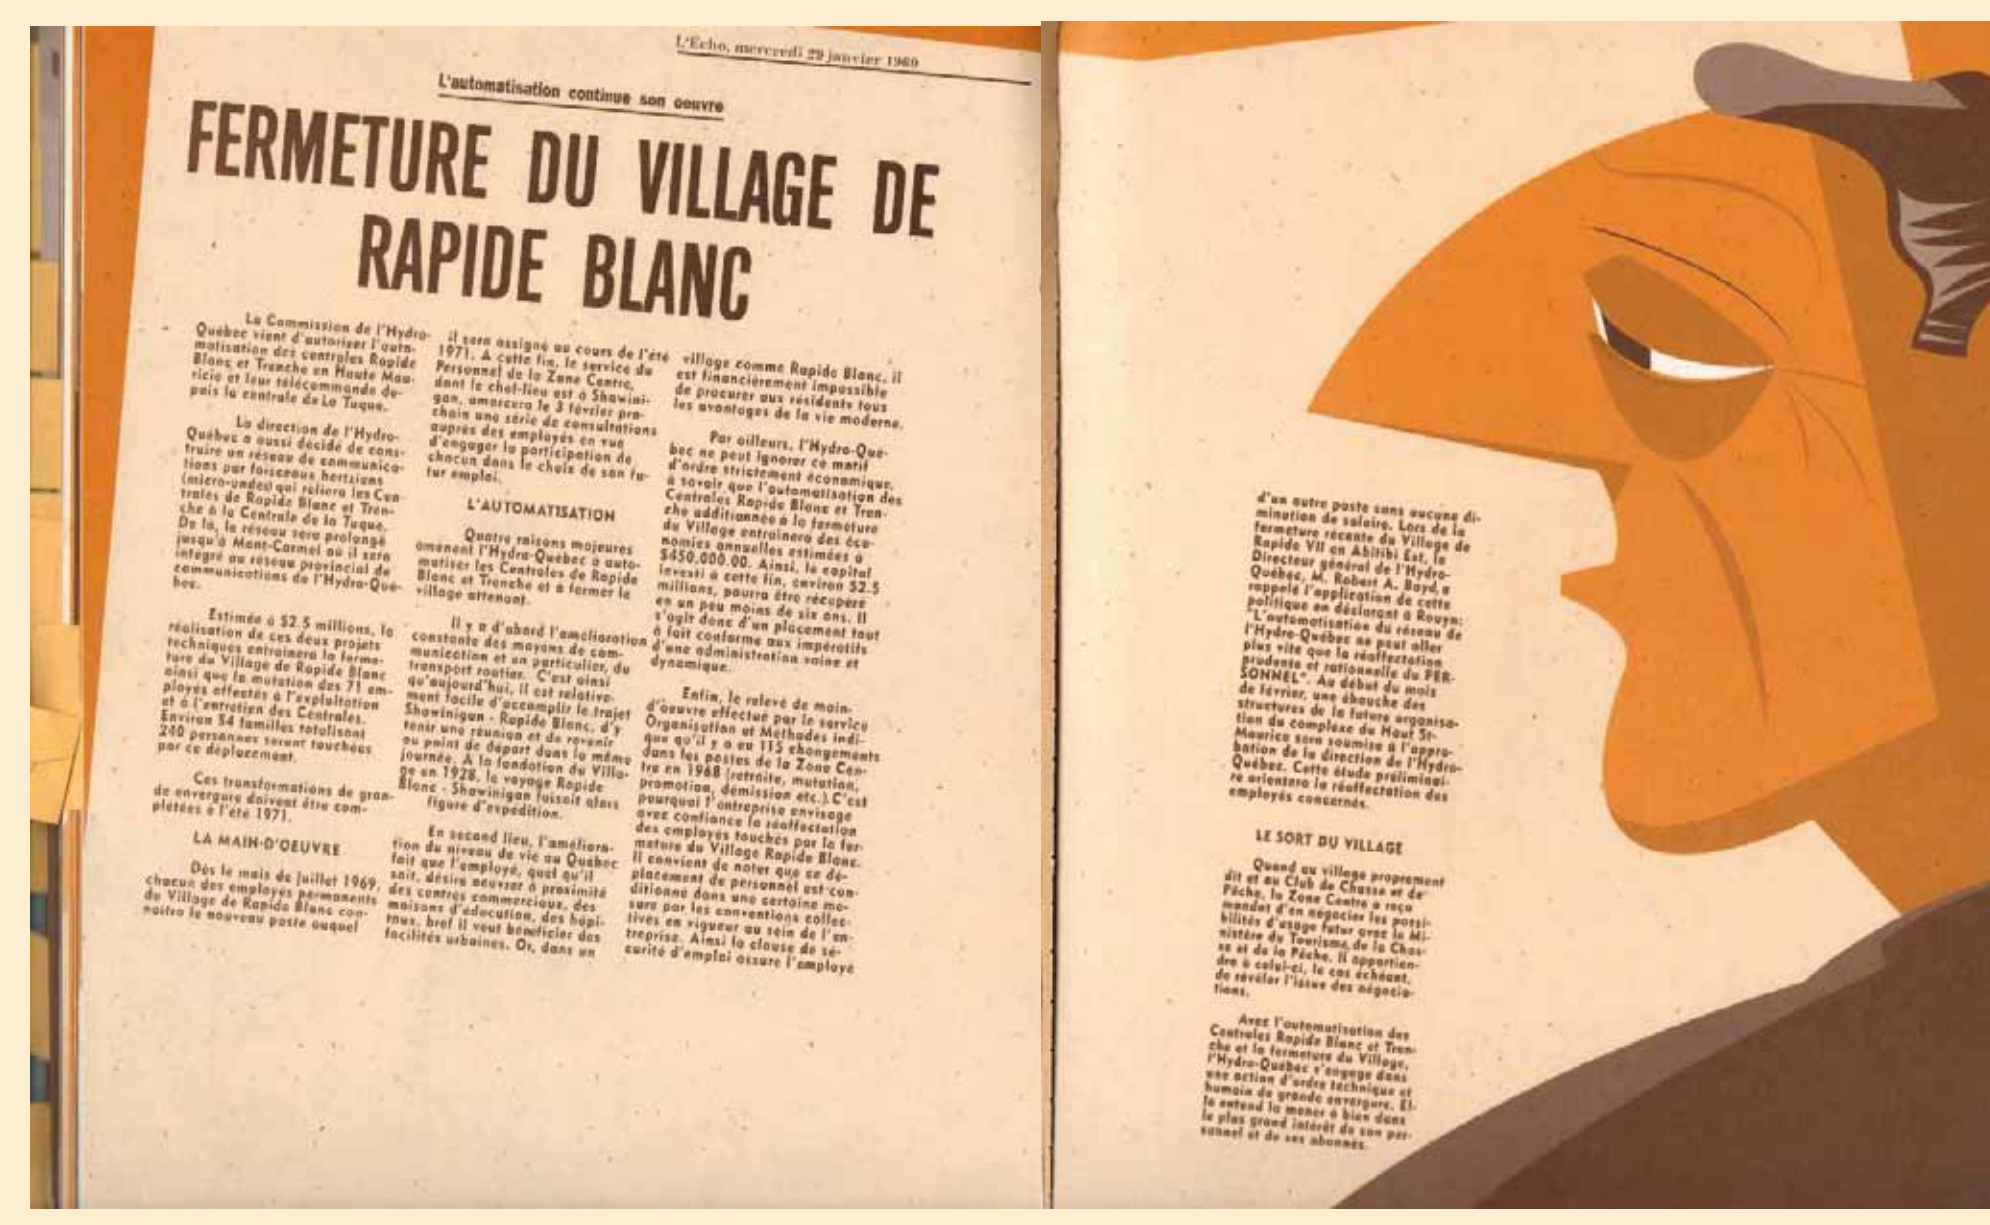 L'Écho, mercredi 29 janvier 1969
L'automatisation continue son oeuvre
FERMETURE DU VILLAGE DE
RAPIDE BLANC
La Commission de l'Hydro-
Québec vient d'autoriser l'auto-
matisation des centrales Rapide
Blanc et Trenche en Haute Mau-
ricie et leur télécommande de-
puis la centrale de La Tuque.
La direction de l'Hydro-
Québec a aussi décidé de cons-
truire un réseau de communica-
tions par faisceaux hertziens
(micro-ondes) qui reliera les Cen-
trales de Rapide Blanc et Tren-
che à la Centrale de la Tuque.
De là, le réseau sera prolongé
jusqu'à Mont-Carmel où il sera
intégré au réseau provincial de
communications de l'Hydro-Qué-
bec.
Estimée à $2.5 millions, la
réalisation de ces deux projets
techniques entraînera la ferme-
ture du Village de Rapide Blanc
ainsi que la mutation des 71 em-
ployés affectés à l'exploitation
et à l'entretien des Centrales.
Environ 54 familles totalisant
240 personnes seront touchées
par ce déplacement.
Ces transformations de gran-
de envergure doivent être com-
plétées à l'été 1971.
LA MAIN-D'OEUVRE
Dès le mois de juillet 1969,
chacun des employés permanents
du Village de Rapide Blanc con-
naîtra le nouveau poste auquel
il sera assigné au cours de l'été
1971. A cette fin, le service du
Personnel de la Zone Centre,
dont le chef-lieu est à Shawini-
gan, amorcera le 3 février pro-
chain une série de consultations
auprès des employés en vue
d'engager la participation de
chacun dans le choix de son fu-
tur emploi.
L'AUTOMATISATION
Quatre raisons majeures
amènent l'Hydro-Québec à auto-
matiser les Centrales de Rapide
Blanc et Trenche et à fermer le
village attenant.
Il y a d'abord l'amélioration
constante des moyens de com-
munication et en particulier, du
transport routier. C'est ainsi
qu'aujourd'hui, il est relative-
ment facile d'accomplir le trajet
Shawinigan - Rapide Blanc, d'y
tenir une réunion et de revenir
au point de départ dans la même
journée. A la fondation du Villa-
ge en 1928, le voyage Rapide
Blanc - Shawinigan faisait alors
figure d'expédition.
En second lieu, l'améliora-
tion du niveau de vie au Québec
fait que l'employé, quel qu'il
soit, désire oeuvrer à proximité
des centres commerciaux, des
maisons d'éducation, des hôpi-
taux, bref il veut bénéficier des
facilités urbaines. Or, dans un
village comme Rapide Blanc, il
est financièrement impossible
de procurer aux résidents tous
les avantages de la vie moderne.
Par ailleurs, l'Hydro-Qué-
bec ne peut ignorer ce motif
d'ordre strictement économique,
à savoir que l'automatisation des
Centrales Rapide Blanc et Tren-
che additionnée à la fermeture
du Village entraînera des éco-
nomies annuelles estimées à
$450,000.00. Ainsi, le capital
investi à cette fin, environ $2.5
millions, pourra être récupéré
en un peu moins de six ans. Il
s'agit donc d'un placement tout
à fait conforme aux impératifs
d'une administration saine et
dynamique.
Enfin, le relevé de main-
d'oeuvre effectué par le service
Organisation et Méthodes indi-
que qu'il y a eu 115 changements
dans les postes de la Zone Cen-
tre en 1968 (retraite, mutation,
promotion, démission etc.) C'est
pourquoi l'entreprise envisage
avec confiance la réaffectation
des employés touchés par la fer-
meture du Village Rapide Blanc.
Il convient de noter que ce dé-
placement de personnel est con-
ditionné dans une certaine me-
sure par les conventions collec-
tives en vigueur au sein de l'en-
treprise. Ainsi la clause de sé-
curité d'emploi assure l'employé
d'un autre poste sans aucune di-
minution de salaire. Lors de la
fermeture récente du Village de
Rapide VII en Abitibi Est, le
Directeur général de l'Hydro-
Québec, M. Robert A. Boyd, a
rappelé l'application de cette
politique en déclarant à Rouyn:
"L'automatisation du réseau de
l'Hydro-Québec ne peut aller
plus vite que la réaffectation
prudente et rationnelle du PER-
SONNEL". Au début du mois
de février, une ébauche des
structures de la future organisa-
tion du complexe du Haut St-
Maurice sera soumise à l'appro-
bation de la direction de l'Hydro-
Québec. Cette étude préliminai-
re orientera la réaffectation des
employés concernés.
LE SORT DU VILLAGE
Quand au village proprement
dit et au Club de Chasse et de
Pêche, la Zone Centre a reçu
mandat d'en négocier les possi-
bilités d'usage futur avec le Mi-
nistère du Tourisme, de la Chas-
se et de la Pêche. Il appartien-
dra à celui-ci, le cas échéant,
de révéler l'issue des négocia-
tions.
Avec l'automatisation des
Centrales Rapide Blanc et Tren-
che et la fermeture du Village,
l'Hydro-Québec s'engage dans
une action d'ordre technique et
humain de grande envergure. El-
le entend la mener à bien dans
le plus grand intérêt de son per-
sonnel et de ses abonnés.